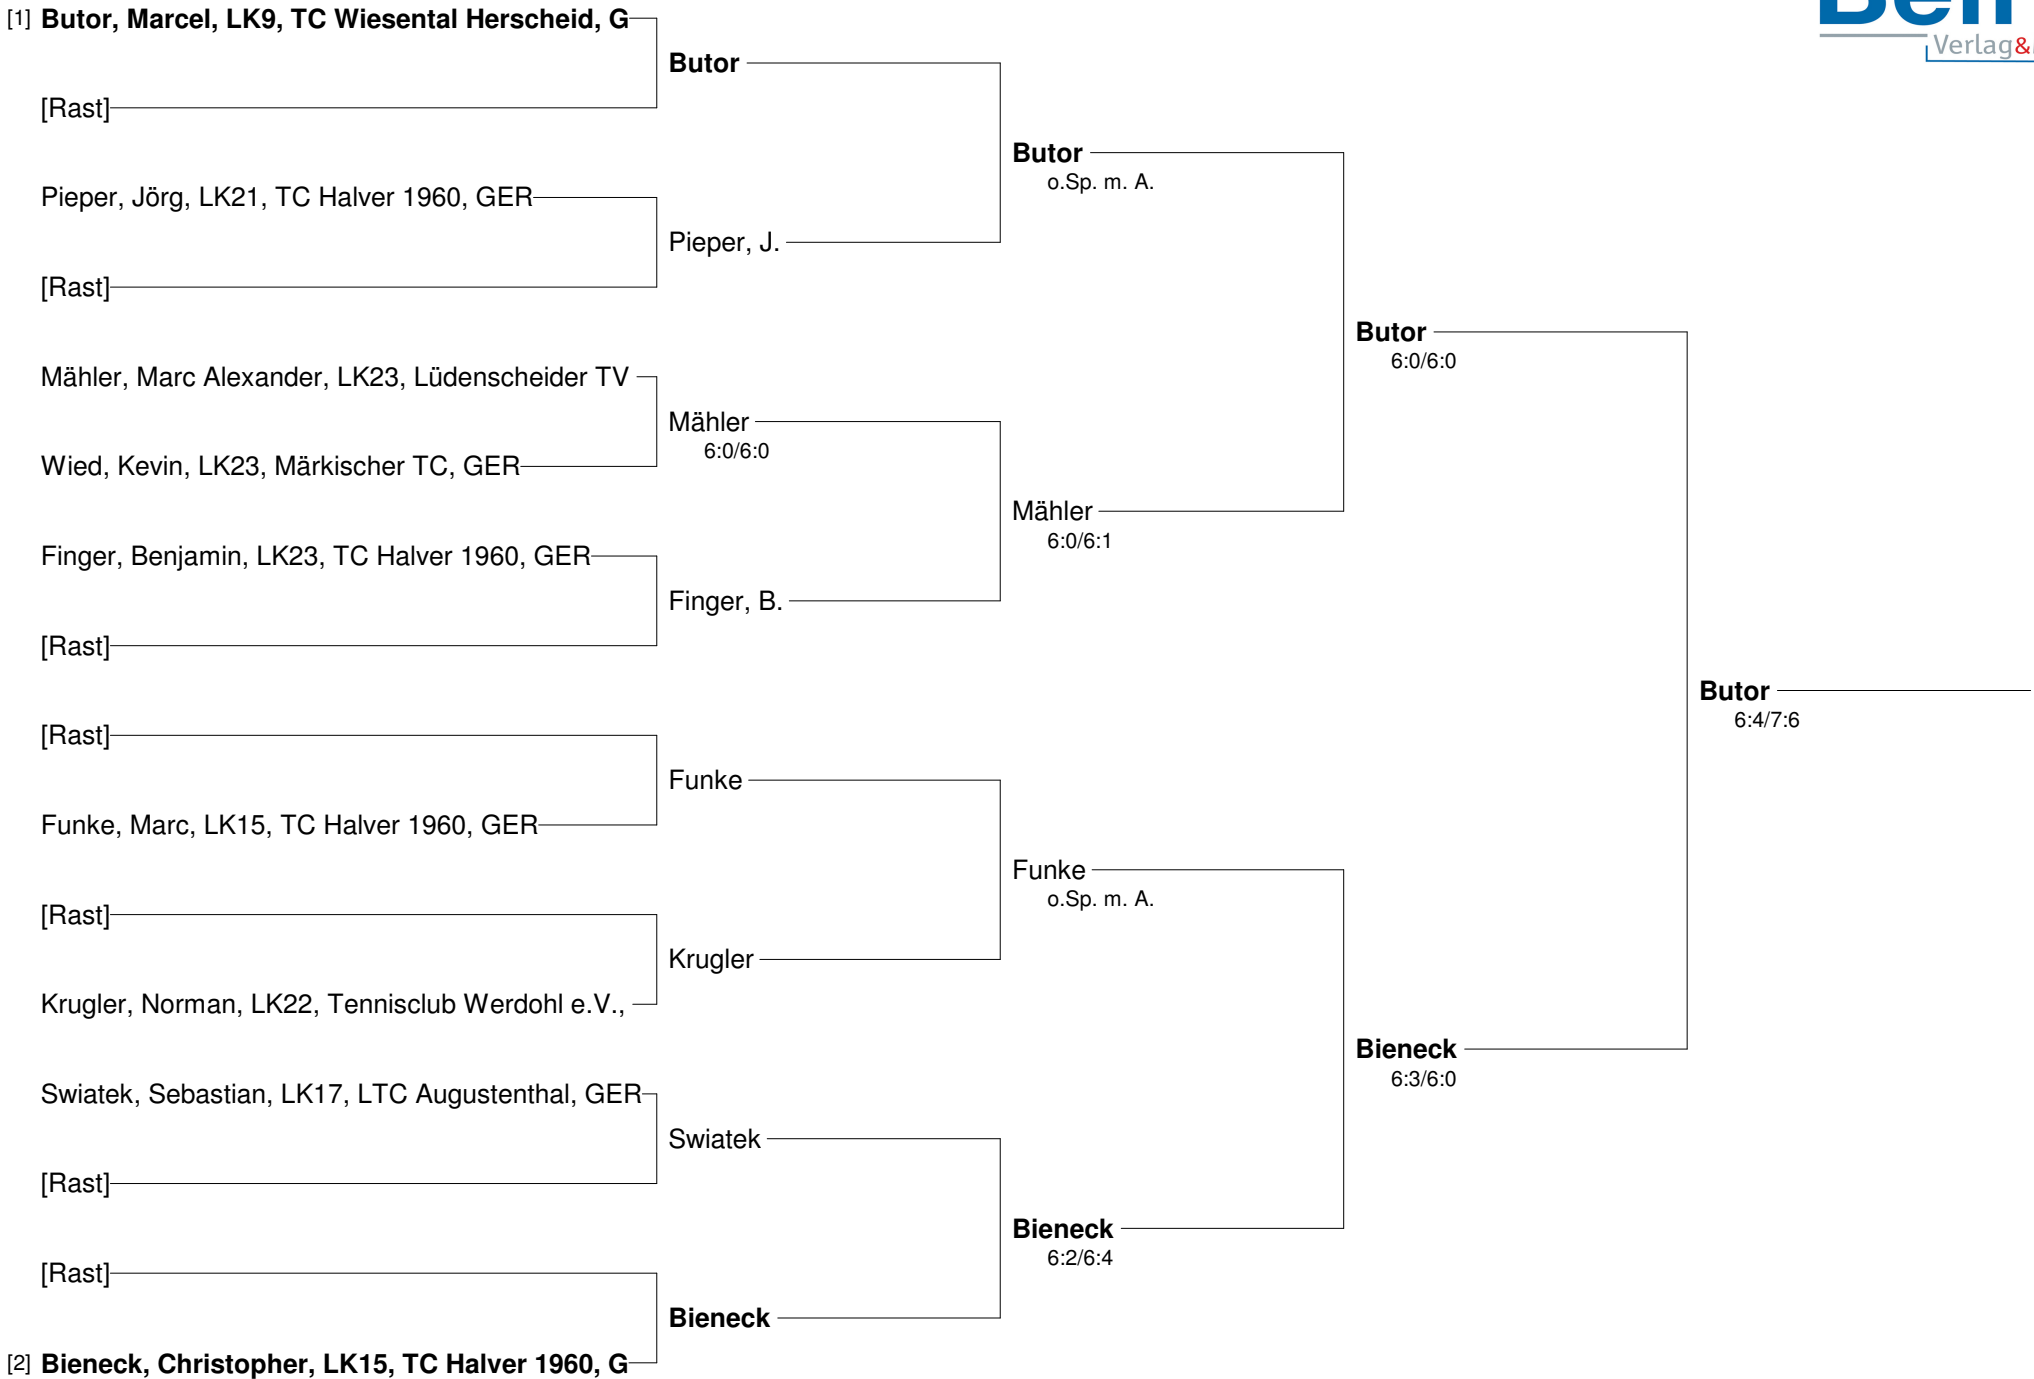 [1] Butor, Marcel, LK9, TC Wiesental Herscheid, G
Verlag&
Butor
[Rast]
Butor
o.Sp. m. A.
Pieper, Jörg, LK21, TC Halver 1960, GER
Pieper, J.
[Rast]
Butor
6:0/6:0
Mähler, Marc Alexander, LK23, Lüdenscheider TV
Mähler
6:0/6:0
Wied, Kevin, LK23, Märkischer TC, GER
Mähler
6:0/6:1
Finger, Benjamin, LK23, TC Halver 1960, GER
Finger, B.
[Rast]
Butor
6:4/7:6
[Rast]
Funke
Funke, Marc, LK15, TC Halver 1960, GER
Funke
o.Sp. m. A.
[Rast]
Krugler
Krugler, Norman, LK22, Tennisclub Werdohl e.V.,
Bieneck
6:3/6:0
Swiatek, Sebastian, LK17, LTC Augustenthal, GER
Swiatek
[Rast]
Bieneck
6:2/6:4
[Rast]
Bieneck
[2] Bieneck, Christopher, LK15, TC Halver 1960, G